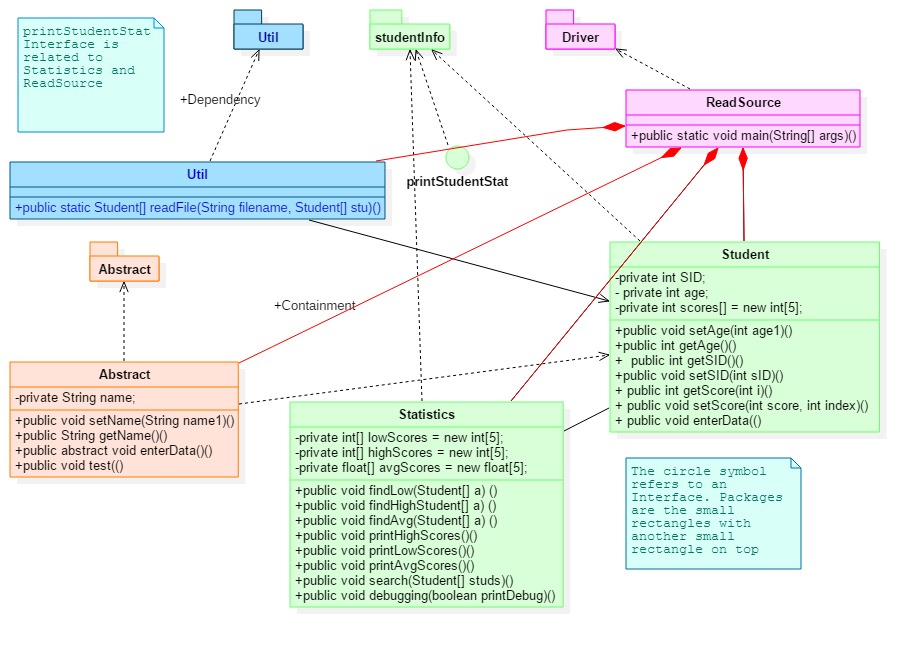 printStudentStat
Interface is
related to
Statistics and
ReadSource
Util
studentInfo
Driver
+Dependency
ReadSource
+public static void main(String[] args)()
printStudentStat
Util
+public static Student[] readFile(String filename, Student[] stu)()
Abstract
+Containment
Student
-private int SID;
- private int age;
-private int scores[] = new int[5];
+public void setAge(int age1)()
+public int getAge()()
+  public int getSID()()
+public void setSID(int sID)()
+ public int getScore(int i)()
+ public void setScore(int score, int index)()
+ public void enterData(()
Abstract
-private String name;
+public void setName(String name1)()
+public String getName()()
+public abstract void enterData()()
+public void test(()
Statistics
-private int[] lowScores = new int[5];
-private int[] highScores = new int[5];
-private float[] avgScores = new float[5];
+public void findLow(Student[] a) ()
+public void findHighStudent[] a) ()
+public void findAvg(Student[] a) ()
+public void printHighScores()()
+public void printLowScores()()
+public void printAvgScores()()
+public void search(Student[] studs)()
+public void debugging(boolean printDebug)()
The circle symbol
refers to an
Interface. Packages
are the small
rectangles with
another small
rectangle on top